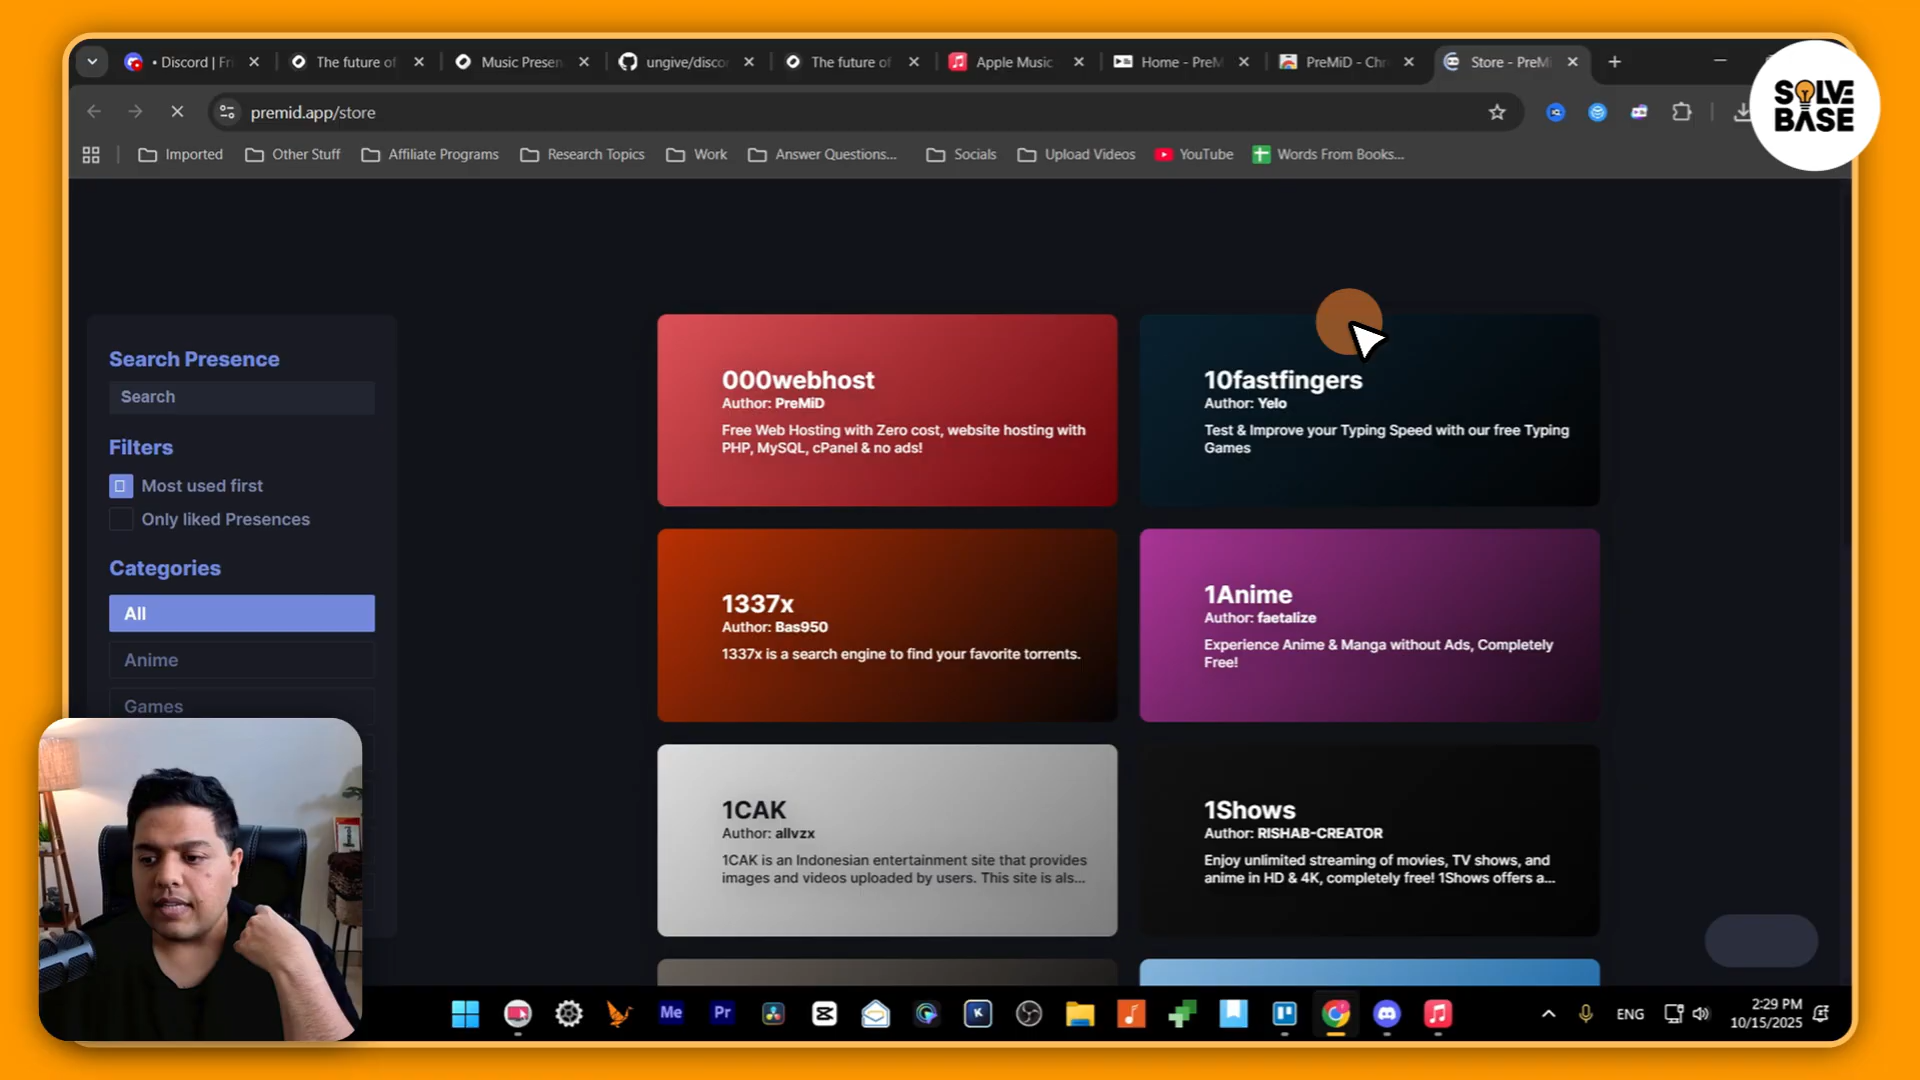 • Discord | Fri
The future of
Music Presen
ungive/disco
The future of
Apple Music
Home - PreM
PreMiD - Chr
Store - PreMi
SOLVE
BASE
premid.app/store
Imported
Other Stuff
Affiliate Programs
Research Topics
Work
Answer Questions...
Socials
Upload Videos
YouTube
Words From Books...
Search Presence
Search
Filters
Most used first
Only liked Presences
Categories
All
Anime
Games
000webhost
Author: PreMiD
Free Web Hosting with Zero cost, website hosting with
PHP, MySQL, cPanel & no ads!
10fastfingers
Author: Yelo
Test & Improve your Typing Speed with our free Typing
Games
1337x
Author: Bas950
1337x is a search engine to find your favorite torrents.
1Anime
Author: faetalize
Experience Anime & Manga without Ads, Completely
Free!
1CAK
Author: allvzx
1CAK is an Indonesian entertainment site that provides
images and videos uploaded by users. This site is als...
1Shows
Author: RISHAB-CREATOR
Enjoy unlimited streaming of movies, TV shows, and
anime in HD & 4K, completely free! 1Shows offers a...
Me
Pr
K
ENG
2:29 PM
10/15/2025